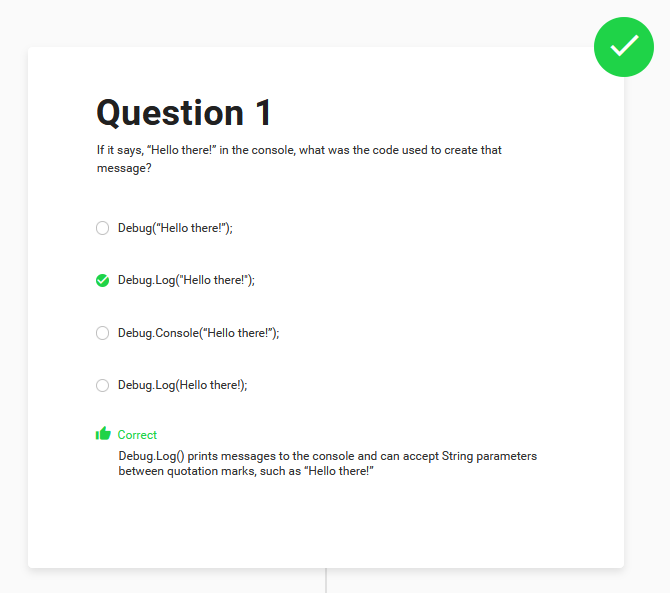 Question 1
If it says, “Hello there!” in the console, what was the code used to create that
message?
Debug(“Hello there!”);
Debug.Log("Hello there!");
Debug.Console(“Hello there!”);
Debug.Log(Hello there!);
Correct
Debug.Log() prints messages to the console and can accept String parameters
between quotation marks, such as “Hello there!”